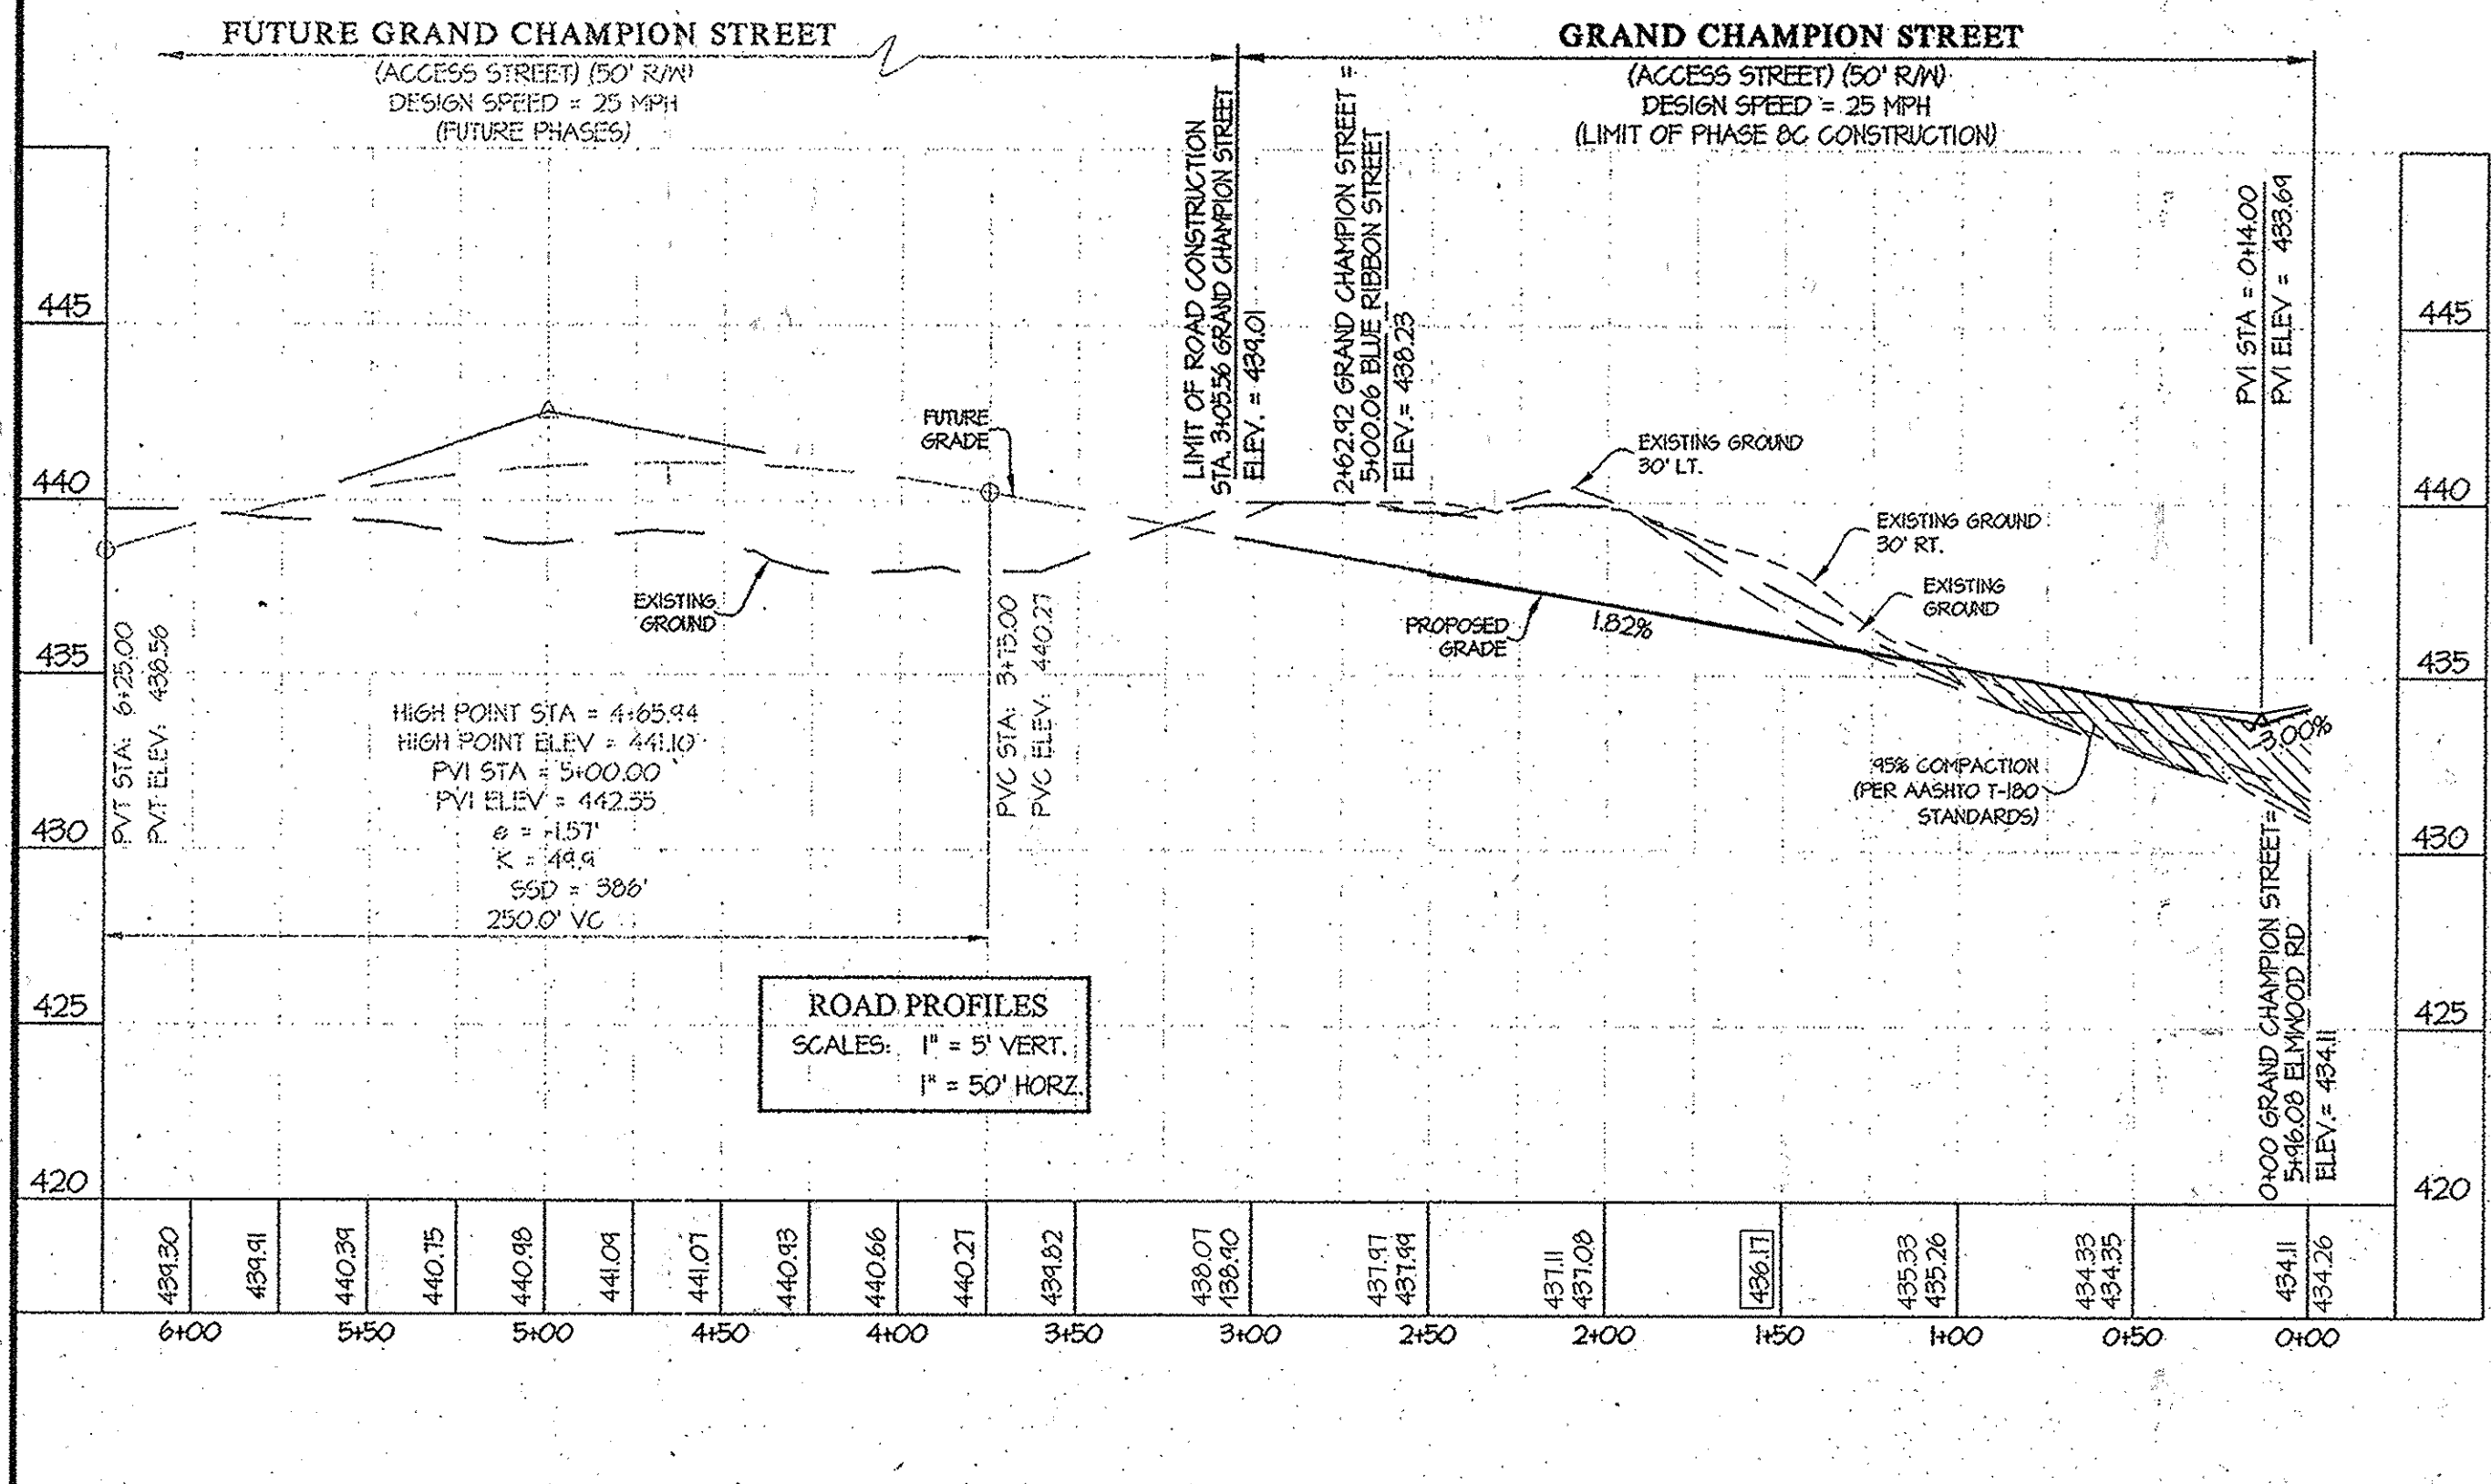 FUTURE GRAND CHAMPION STREET
(ACCESS STREET) (50' R/W)
DESIGN SPEED = 25 MPH
(FUTURE PHASES)
GRAND CHAMPION STREET
(ACCESS STREET) (50' R/W)
DESIGN SPEED = 25 MPH
(LIMIT OF PHASE 8C CONSTRUCTION)
LIMIT OF ROAD CONSTRUCTION
STA. 3+05.56 GRAND CHAMPION STREET
ELEV. = 439.01
2+62.92 GRAND CHAMPION STREET =
5+00.06 BLUE RIBBON STREET
ELEV.= 438.23
PVI STA = 0+14.00
PVI ELEV = 433.69
445
440
435
430
425
420
445
440
435
430
425
420
FUTURE
GRADE
EXISTING
GROUND
EXISTING GROUND
30' LT.
EXISTING GROUND
30' RT.
EXISTING
GROUND
PROPOSED
GRADE
1.82%
-3.00%
95% COMPACTION
(PER AASHTO T-180
STANDARDS)
PVT STA: 6+25.00
PVT ELEV: 438.56
HIGH POINT STA = 4+65.94
HIGH POINT ELEV = 441.10
PVI STA = 5+00.00
PVI ELEV = 442.55
e = -1.57'
K = 49.9
SSD = 386'
250.0' VC
PVC STA: 3+75.00
PVC ELEV: 440.27
0+00 GRAND CHAMPION STREET=
5+96.08 ELMWOOD RD
ELEV.= 434.11
ROAD PROFILES
SCALES: 1" = 5' VERT.
1" = 50' HORZ.
439.30
439.91
440.39
440.75
440.98
441.09
441.07
440.93
440.66
440.27
439.82
438.07
138.90
437.97
437.99
437.11
437.08
436.17
435.33
435.26
434.33
434.35
434.11
434.26
6+00
5+50
5+00
4+50
4+00
3+50
3+00
2+50
2+00
1+50
1+00
0+50
0+00